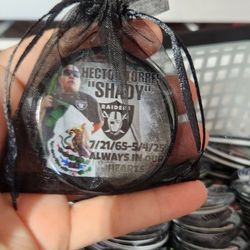 HECTOR TORRES
"SHADY"
RAIDERS
7/21/65-5/4/25
ALWAYS IN OUR
HEARTS